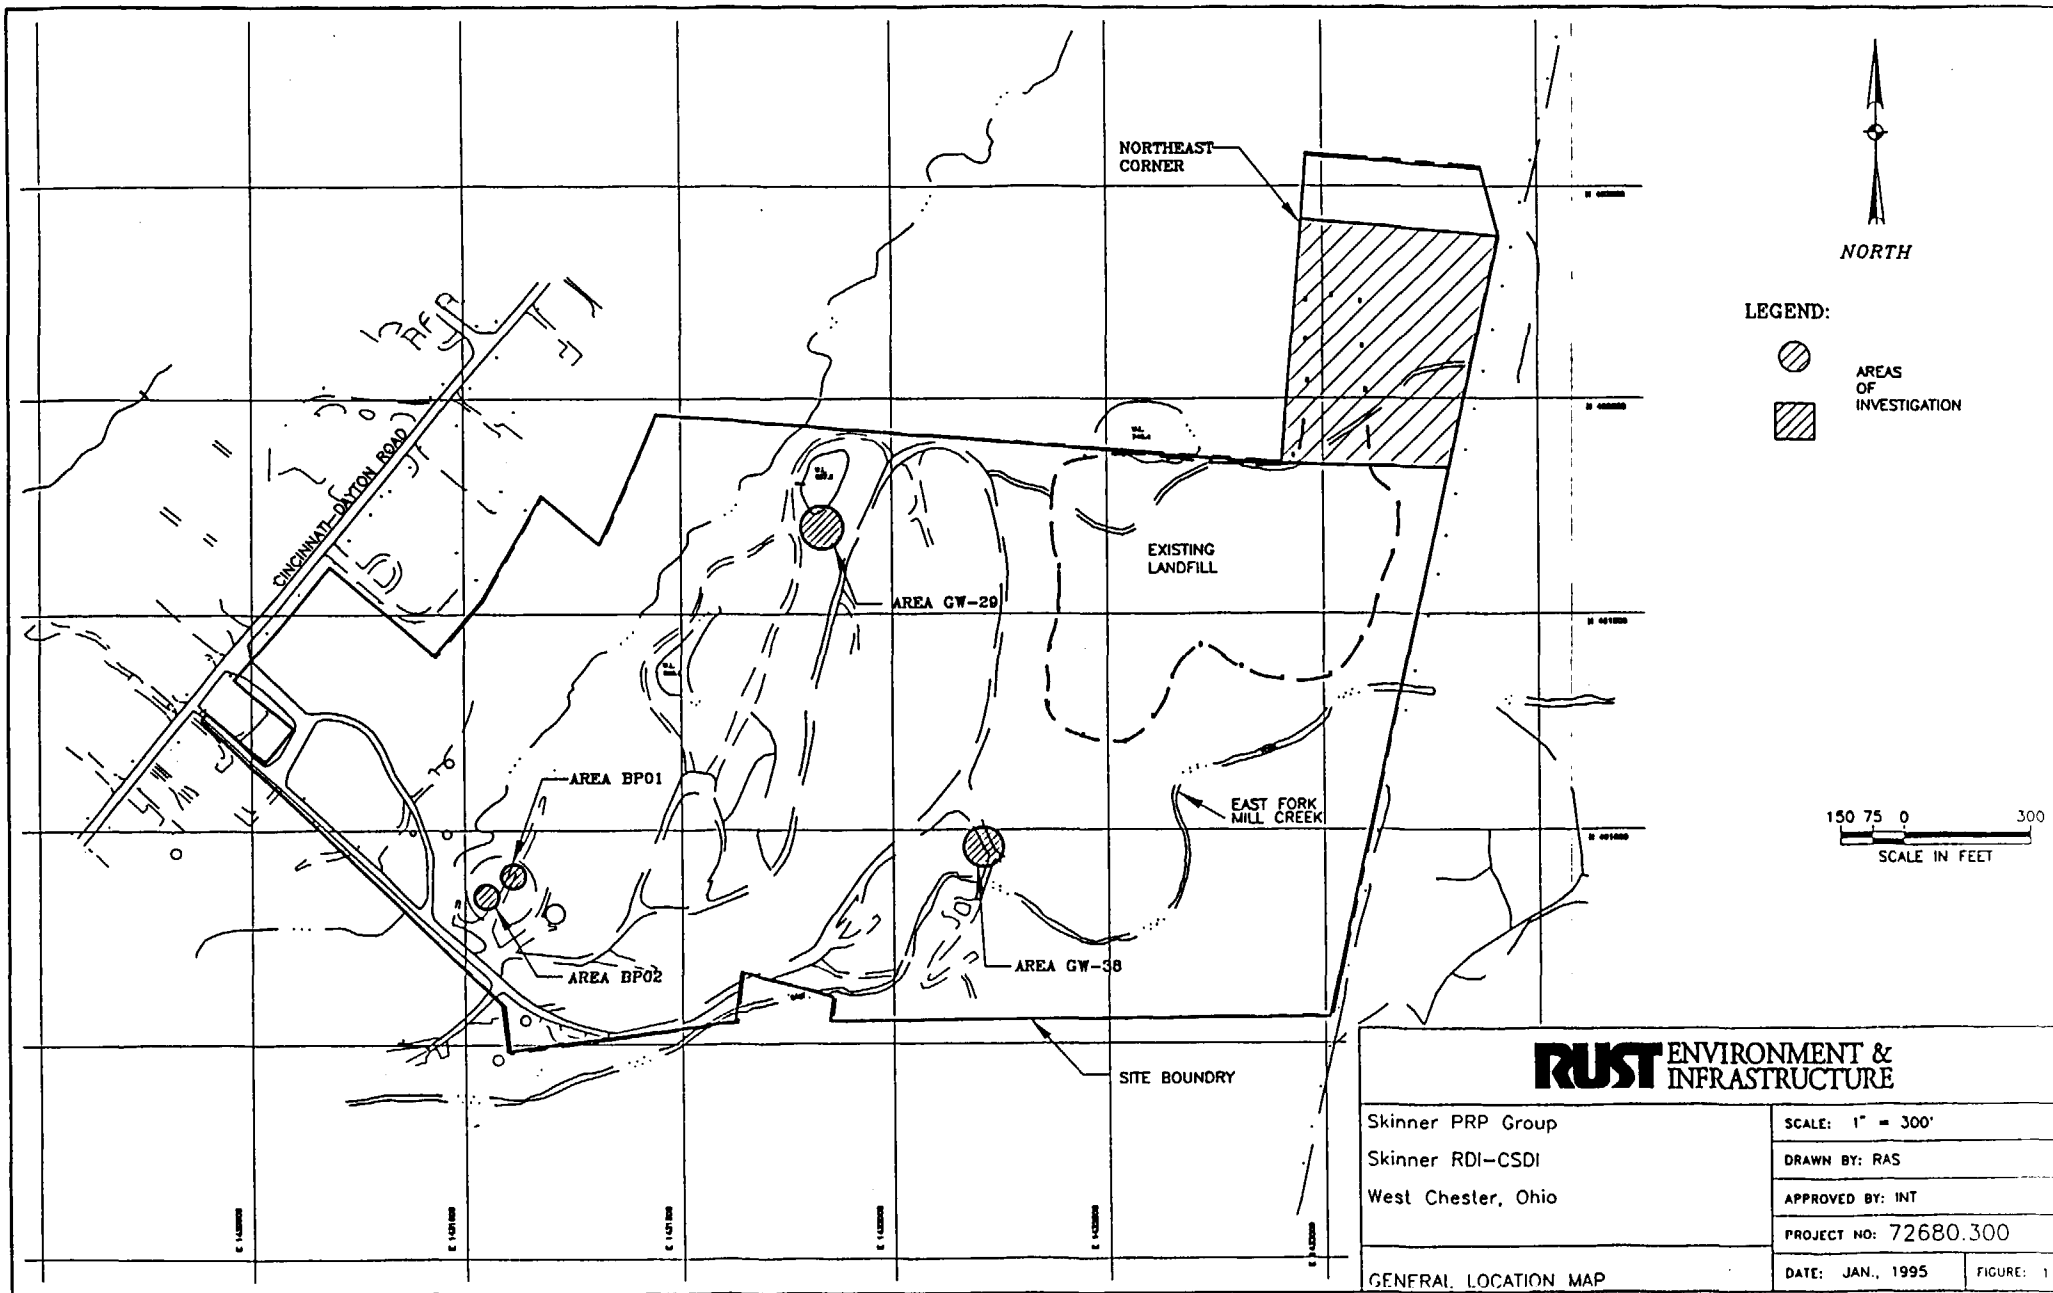 NORTHEAST
CORNER
NORTH
LEGEND:
AREAS
OF
INVESTIGATION
CINCINNATI-DAYTON ROAD
EXISTING
LANDFILL
AREA GW-29
AREA BP01
EAST FORK
MILL CREEK
150 75 0 300
SCALE IN FEET
AREA BP02
AREA GW-38
SITE BOUNDRY
RUST ENVIRONMENT &
INFRASTRUCTURE
Skinner PRP Group
Skinner RDI-CSDI
West Chester, Ohio
GENERAL LOCATION MAP
SCALE: 1" = 300'
DRAWN BY: RAS
APPROVED BY: INT
PROJECT NO: 72680.300
DATE: JAN., 1995
FIGURE: 1